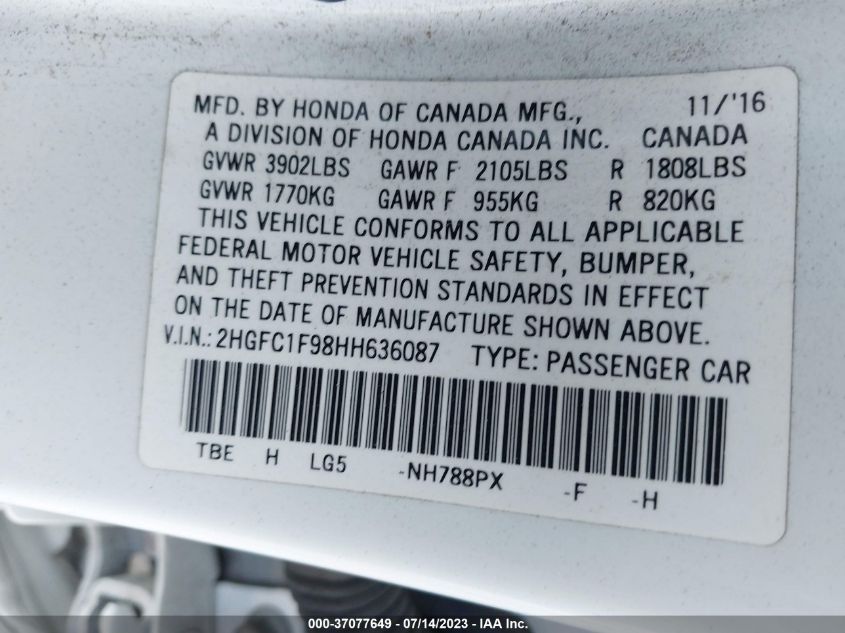 MFD. BY HONDA OF CANADA MFG., 11/'16
A DIVISION OF HONDA CANADA INC. CANADA
GVWR 3902LBS GAWR F 2105LBS R 1808LBS
GVWR 1770KG GAWR F 955KG R 820KG
THIS VEHICLE CONFORMS TO ALL APPLICABLE
FEDERAL MOTOR VEHICLE SAFETY, BUMPER,
AND THEFT PREVENTION STANDARDS IN EFFECT
ON THE DATE OF MANUFACTURE SHOWN ABOVE.
V.I.N.: 2HGFC1F98HH636087 TYPE: PASSENGER CAR
TBE H LG5 -NH788PX -F -H
000-37077649 - 07/14/2023 - IAA Inc.